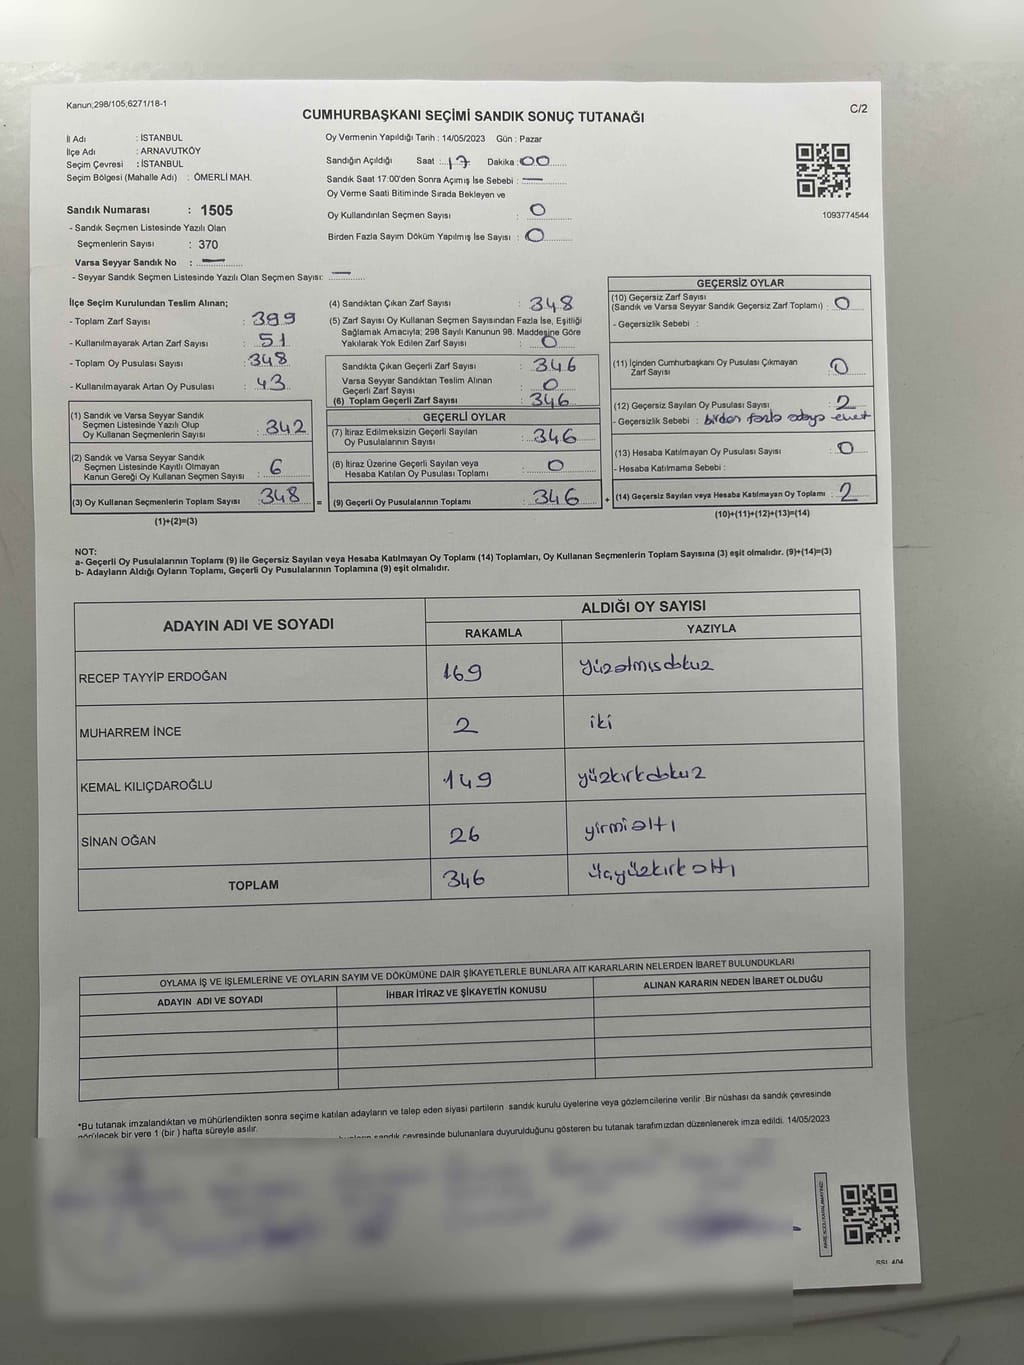 Kanun;298/105;6271/18-1
CUMHURBAŞKANI SEÇİMİ SANDIK SONUÇ TUTANAĞI
C/2
İl Adı : İSTANBUL
İlçe Adı : ARNAVUTKÖY
Seçim Çevresi : İSTANBUL
Seçim Bölgesi (Mahalle Adı) : ÖMERLİ MAH.
Sandık Numarası : 1505
- Sandık Seçmen Listesinde Yazılı Olan
Seçmenlerin Sayısı : 370
Varsa Seyyar Sandık No : —
- Seyyar Sandık Seçmen Listesinde Yazılı Olan Seçmen Sayısı: —
Oy Vermenin Yapıldığı Tarih : 14/05/2023 Gün : Pazar
Sandığın Açıldığı Saat : 17 Dakika : 00
Sandık Saat 17:00'den Sonra Açımış İse Sebebi : —
Oy Verme Saati Bitiminde Sırada Bekleyen ve
Oy Kullandırılan Seçmen Sayısı : 0
Birden Fazla Sayım Döküm Yapılmış İse Sayısı : 0
1093774544
İlçe Seçim Kurulundan Teslim Alınan;
- Toplam Zarf Sayısı : 399
- Kullanılmayarak Artan Zarf Sayısı : 51
- Toplam Oy Pusulası Sayısı : 348
- Kullanılmayarak Artan Oy Pusulası : 43
(1) Sandık ve Varsa Seyyar Sandık
Seçmen Listesinde Yazılı Olup
Oy Kullanan Seçmenlerin Sayısı : 342
(2) Sandık ve Varsa Seyyar Sandık
Seçmen Listesinde Kayıtlı Olmayan
Kanun Gereği Oy Kullanan Seçmen Sayısı : 6
(3) Oy Kullanan Seçmenlerin Toplam Sayısı : 348 =
(1)+(2)=(3)
(4) Sandıktan Çıkan Zarf Sayısı : 348
(5) Zarf Sayısı Oy Kullanan Seçmen Sayısından Fazla İse, Eşitliği
Sağlamak Amacıyla; 298 Sayılı Kanunun 98. Maddesine Göre
Yakılarak Yok Edilen Zarf Sayısı : 0
Sandıkta Çıkan Geçerli Zarf Sayısı : 346
Varsa Seyyar Sandıktan Teslim Alınan
Geçerli Zarf Sayısı : 0
(6) Toplam Geçerli Zarf Sayısı : 346
GEÇERLİ OYLAR
(7) İtiraz Edilmeksizin Geçerli Sayılan
Oy Pusulalarının Sayısı : 346
(8) İtiraz Üzerine Geçerli Sayılan veya
Hesaba Katılan Oy Pusulası Toplamı : 0
(9) Geçerli Oy Pusulalarının Toplamı : 346 +
GEÇERSİZ OYLAR
(10) Geçersiz Zarf Sayısı
(Sandık ve Varsa Seyyar Sandık Geçersiz Zarf Toplamı) : 0
- Geçersizlik Sebebi :
(11) İçinden Cumhurbaşkanı Oy Pusulası Çıkmayan
Zarf Sayısı : 0
(12) Geçersiz Sayılan Oy Pusulası Sayısı : 2
- Geçersizlik Sebebi : birden fazla adaya evet
(13) Hesaba Katılmayan Oy Pusulası Sayısı : 0
- Hesaba Katılmama Sebebi :
(14) Geçersiz Sayılan veya Hesaba Katılmayan Oy Toplamı : 2
(10)+(11)+(12)+(13)=(14)
NOT:
a- Geçerli Oy Pusulalarının Toplamı (9) ile Geçersiz Sayılan veya Hesaba Katılmayan Oy Toplamı (14) Toplamları, Oy Kullanan Seçmenlerin Toplam Sayısına (3) eşit olmalıdır. (9)+(14)=(3)
b- Adayların Aldığı Oyların Toplamı, Geçerli Oy Pusulalarının Toplamına (9) eşit olmalıdır.
ADAYIN ADI VE SOYADI
ALDIĞI OY SAYISI
RAKAMLA YAZIYLA
RECEP TAYYİP ERDOĞAN 169 yüzatmışdokuz
MUHARREM İNCE 2 iki
KEMAL KILIÇDAROĞLU 149 yüzkırkdokuz
SİNAN OĞAN 26 yirmialtı
TOPLAM 346 üçyüzkırkaltı
OYLAMA İŞ VE İŞLEMLERİNE VE OYLARIN SAYIM VE DÖKÜMÜNE DAİR ŞİKAYETLERLE BUNLARA AİT KARARLARIN NELERDEN İBARET BULUNDUKLARI
ADAYIN ADI VE SOYADI İHBAR İTİRAZ VE ŞİKAYETİN KONUSU ALINAN KARARIN NEDEN İBARET OLDUĞU
*Bu tutanak imzalandıktan ve mühürlendikten sonra seçime katılan adayların ve talep eden siyasi partilerin sandık kurulu üyelerine veya gözlemcilerine verilir .Bir nüshası da sandık çevresinde
görülecek bir yere 1 (bir ) hafta süreyle asılır.
sandık çevresinde bulunanlara duyurulduğunu gösteren bu tutanak tarafımızdan düzenlenerek imza edildi. 14/05/2023